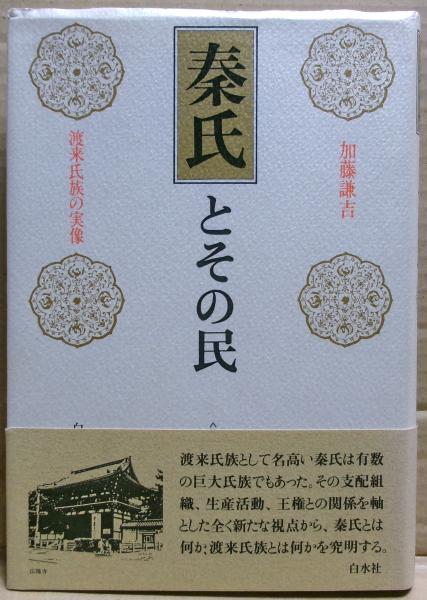 加藤謙吉
秦氏
とその民
渡来氏族の実像
渡来氏族として名高い秦氏は有数
の巨大氏族でもあった。その支配組
織、生産活動、王権との関係を軸
とした全く新たな視点から、秦氏とは
何か、渡来氏族とは何かを究明する。
白水社
広隆寺